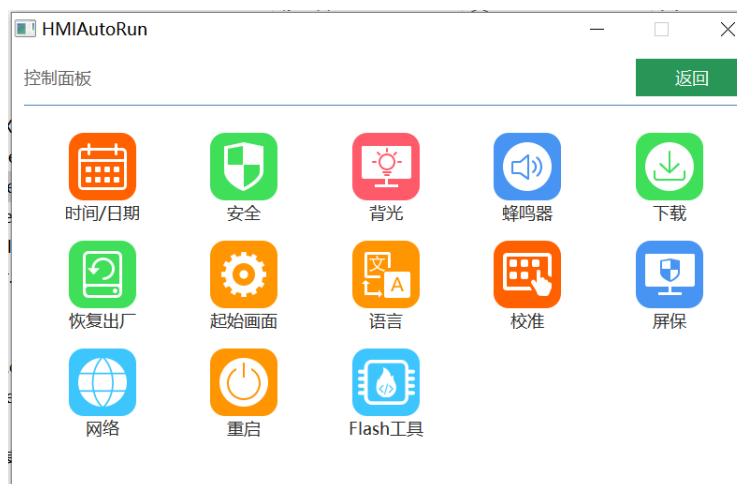 HMIAutoRun
控制面板
返回
时间/日期 安全 背光 蜂鸣器 下载
恢复出厂 起始画面 语言 校准 屏保
网络 重启 Flash工具